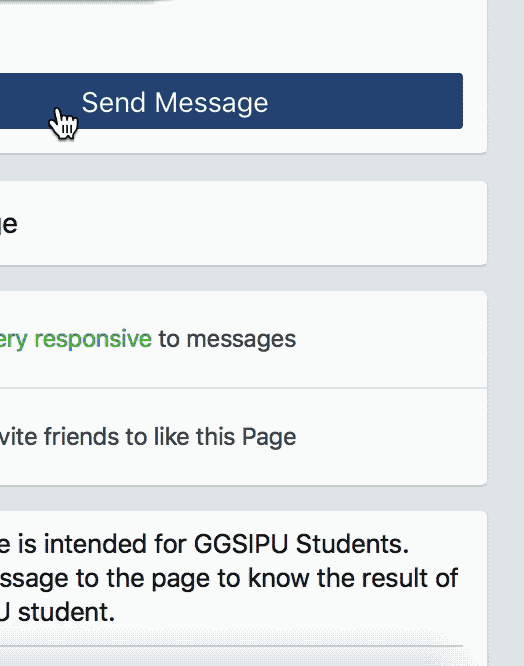 Send Message
ge
ery responsive to messages
vite friends to like this Page
e is intended for GGSIPU Students.
ssage to the page to know the result of
U student.